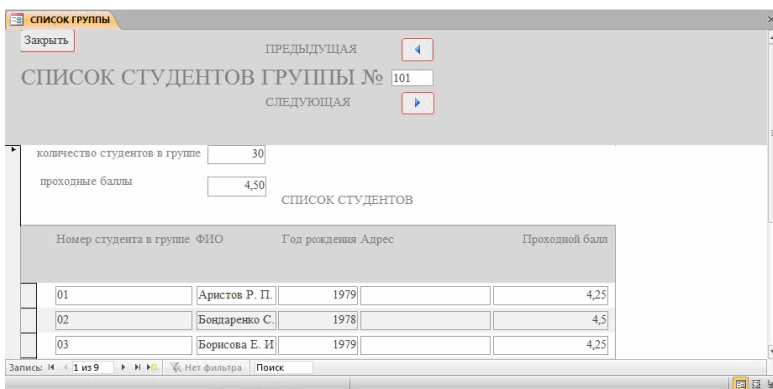 СПИСОК ГРУППЫ
Закрыть
ПРЕДЫДУЩАЯ
СПИСОК СТУДЕНТОВ ГРУППЫ № 101
СЛЕДУЮЩАЯ
количество студентов в группе 30
проходные баллы 4,50
СПИСОК СТУДЕНТОВ
Номер студента в группе ФИО Год рождения Адрес Проходной балл
01 Аристов Р. П. 1979 4,25
02 Бондаренко С. 1978 4,5
03 Борисова Е. И 1979 4,25
Запись: 1 из 9 Нет фильтра Поиск